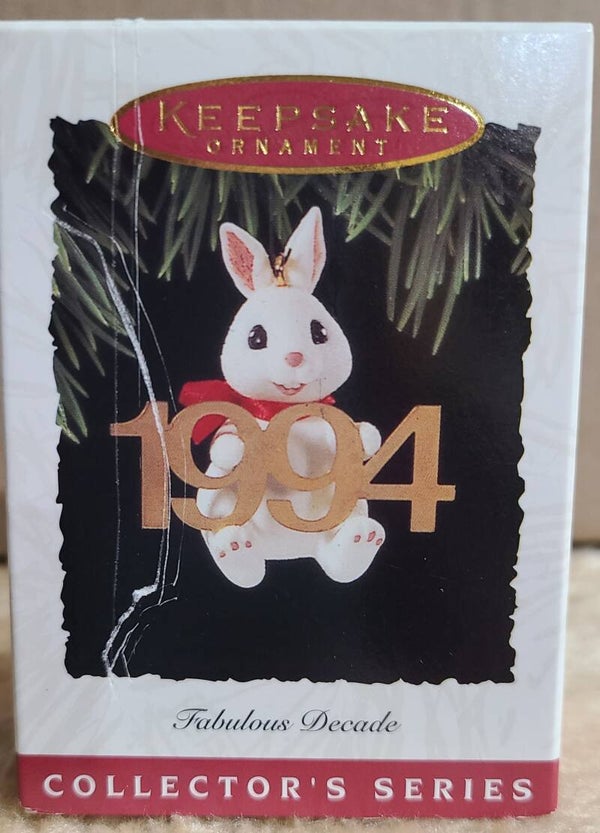 KEEPSAKE
ORNAMENT
1994
Fabulous Decade
COLLECTOR'S SERIES